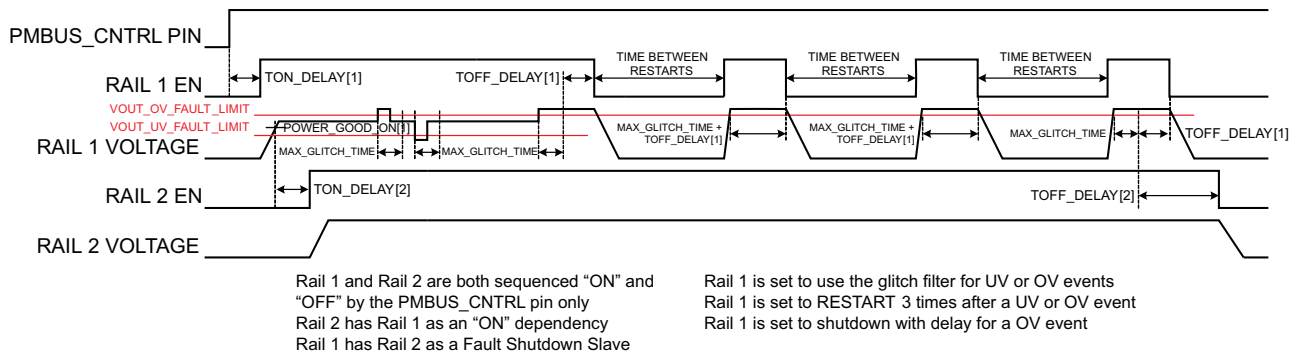 PMBUS_CNTRL PIN
RAIL 1 EN
TON_DELAY[1]
TOFF_DELAY[1]
TIME BETWEEN
RESTARTS
TIME BETWEEN
RESTARTS
TIME BETWEEN
RESTARTS
VOUT_OV_FAULT_LIMIT
VOUT_UV_FAULT_LIMIT
RAIL 1 VOLTAGE
POWER_GOOD_ON[1]
MAX_GLITCH_TIME
MAX_GLITCH_TIME
MAX_GLITCH_TIME +
TOFF_DELAY[1]
MAX_GLITCH_TIME +
TOFF_DELAY[1]
MAX_GLITCH_TIME
TOFF_DELAY[1]
RAIL 2 EN
TON_DELAY[2]
TOFF_DELAY[2]
RAIL 2 VOLTAGE
Rail 1 and Rail 2 are both sequenced “ON” and
“OFF” by the PMBUS_CNTRL pin only
Rail 2 has Rail 1 as an “ON” dependency
Rail 1 has Rail 2 as a Fault Shutdown Slave
Rail 1 is set to use the glitch filter for UV or OV events
Rail 1 is set to RESTART 3 times after a UV or OV event
Rail 1 is set to shutdown with delay for a OV event